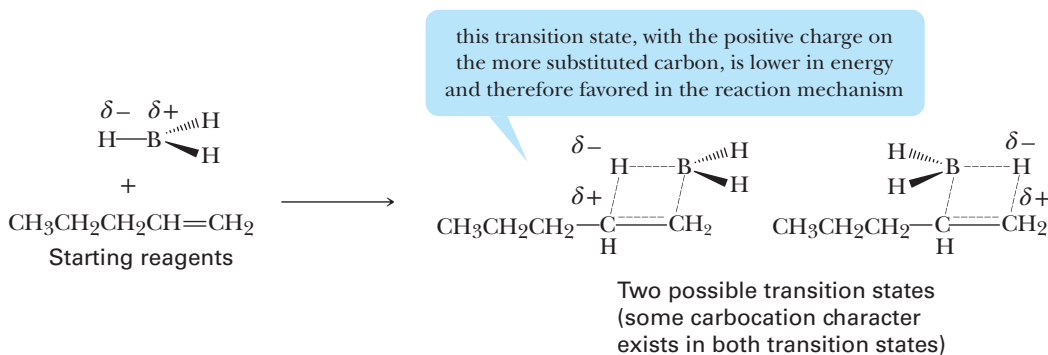 this transition state, with the positive charge on
the more substituted carbon, is lower in energy
and therefore favored in the reaction mechanism
δ− δ+
H—B
H
H
+
CH₃CH₂CH₂CH=CH₂
Starting reagents
δ−
H------B
H
H
δ+
CH₃CH₂CH₂—C——CH₂
H
H
H
B------H
δ−
δ+
CH₃CH₂CH₂—C——CH₂
H
Two possible transition states
(some carbocation character
exists in both transition states)